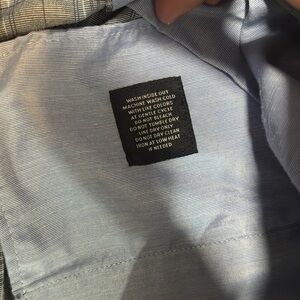 WASH INSIDE OUT
MACHINE WASH COLD
WITH LIKE COLORS
AT GENTLE CYCLE
DO NOT BLEACH
DO NOT TUMBLE DRY
LINE DRY ONLY
DO NOT DRY CLEAN
IRON AT LOW HEAT
IF NEEDED